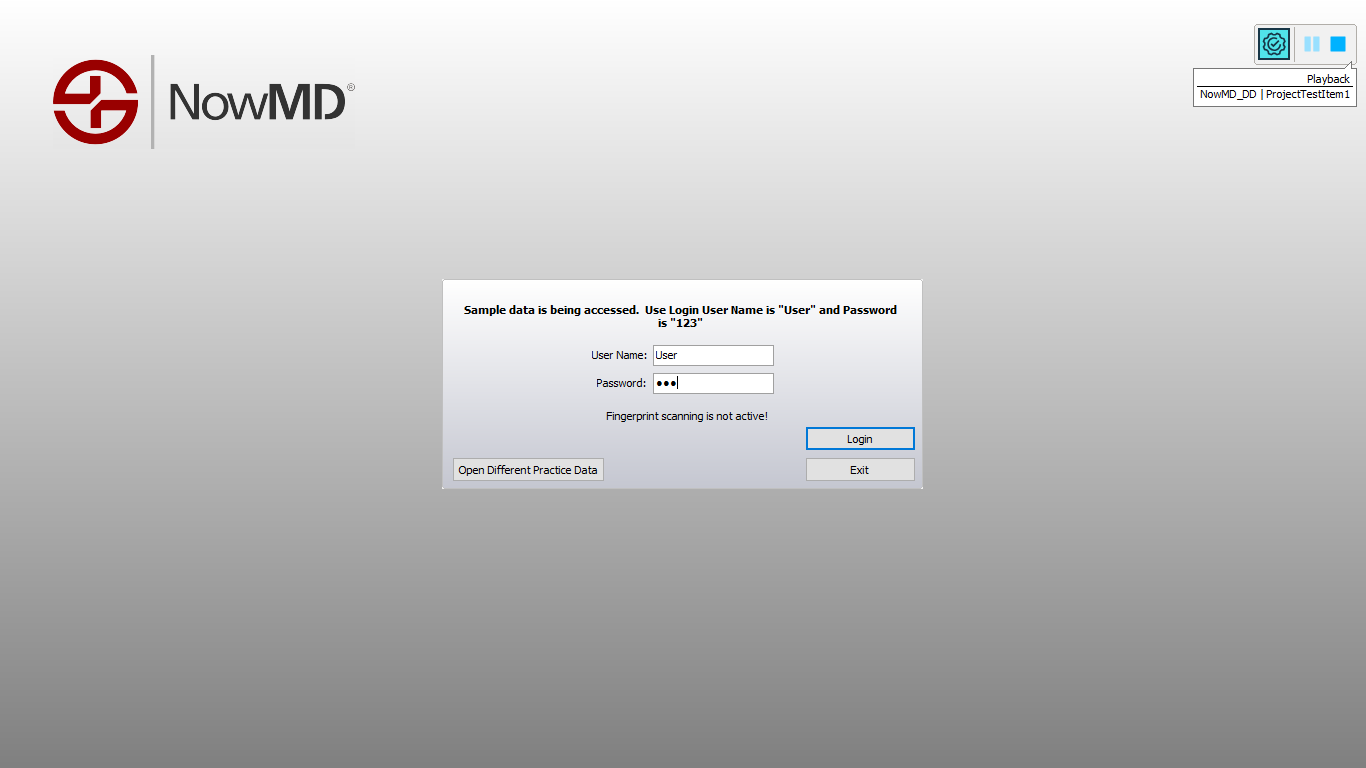 NowMD®
Playback
NowMD_DD | ProjectTestItem1
Sample data is being accessed.  Use Login User Name is "User" and Password
is "123"
User Name: User
Password: •••
Fingerprint scanning is not active!
Login
Open Different Practice Data
Exit